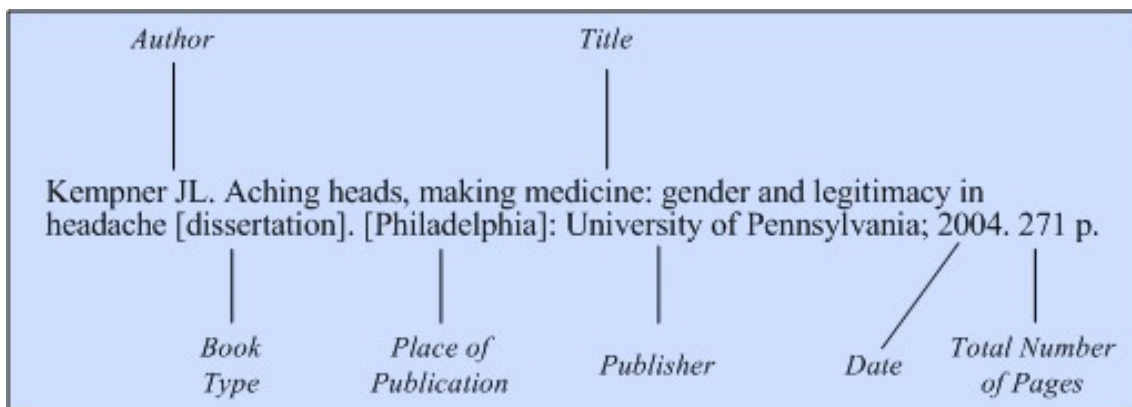 Author
Title
Kempner JL. Aching heads, making medicine: gender and legitimacy in
headache [dissertation]. [Philadelphia]: University of Pennsylvania; 2004. 271 p.
Book
Type
Place of
Publication
Publisher
Date
Total Number
of Pages